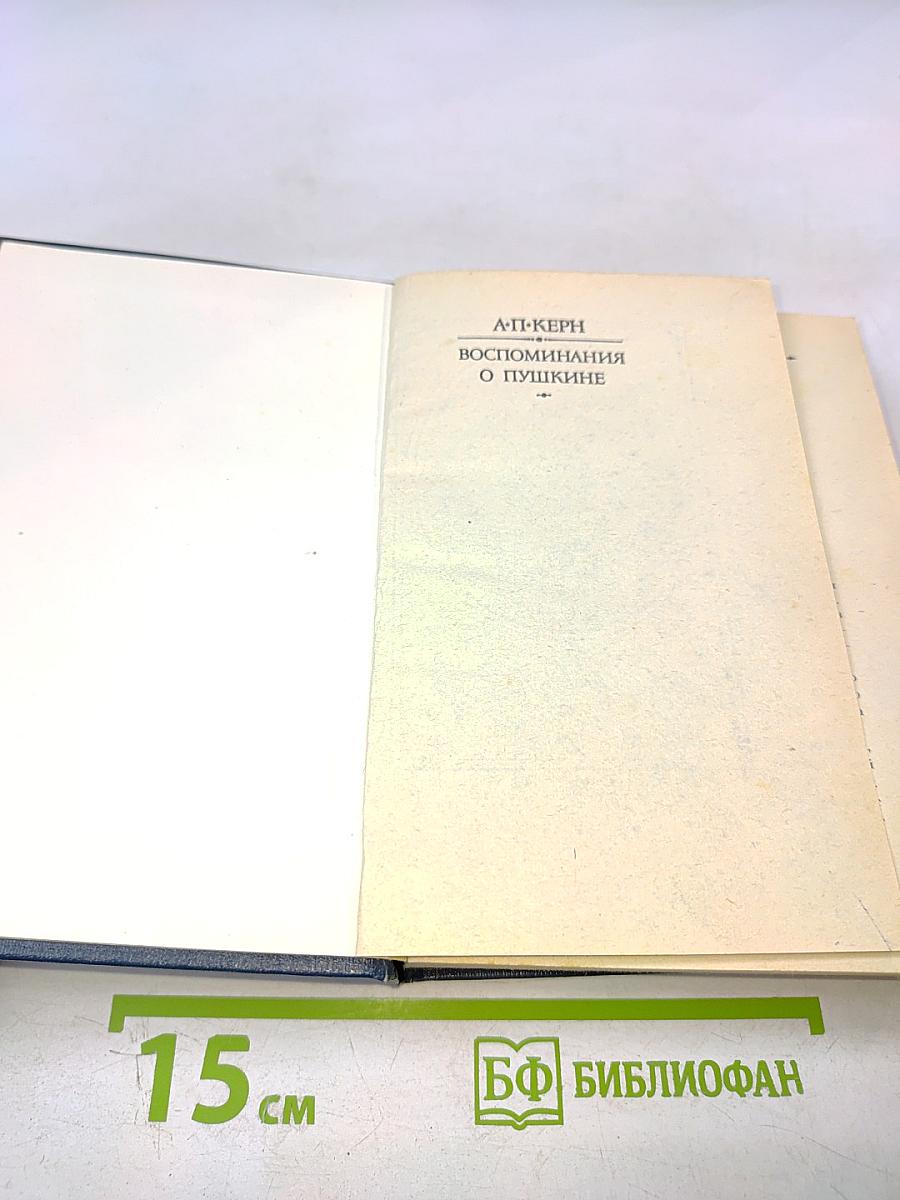 А·П·КЕРН
ВОСПОМИНАНИЯ
О ПУШКИНЕ
15 см
БФ БИБЛИОФАН